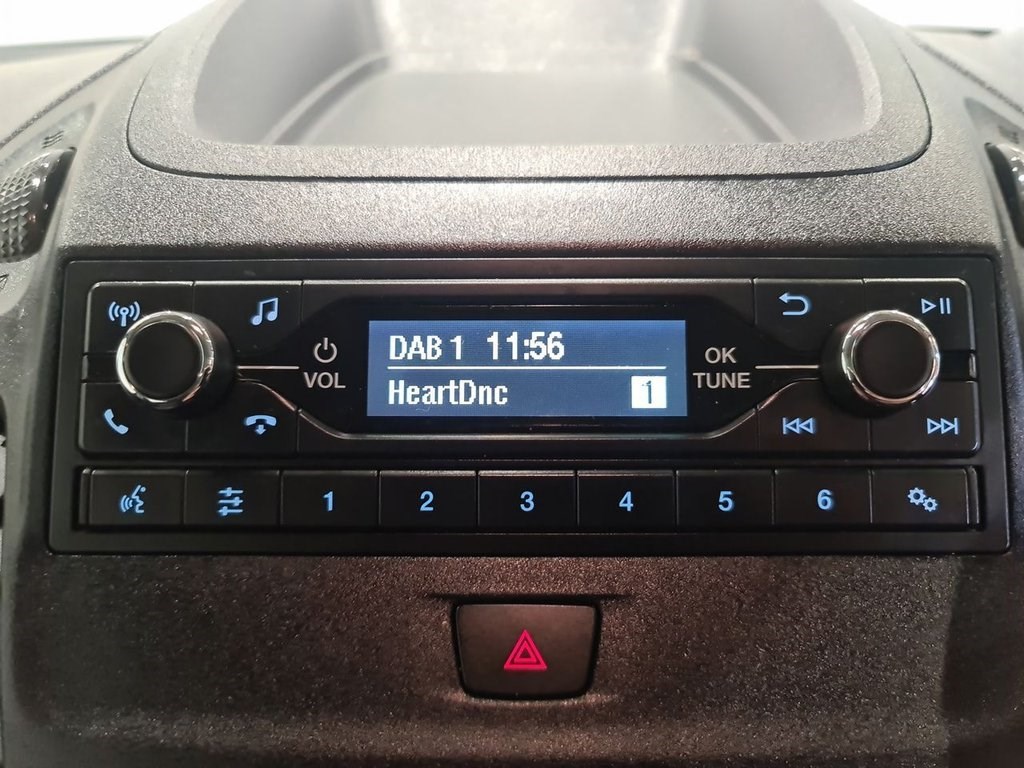 DAB 1 11:56
HeartDnc 1
VOL
OK
TUNE
1 2 3 4 5 6